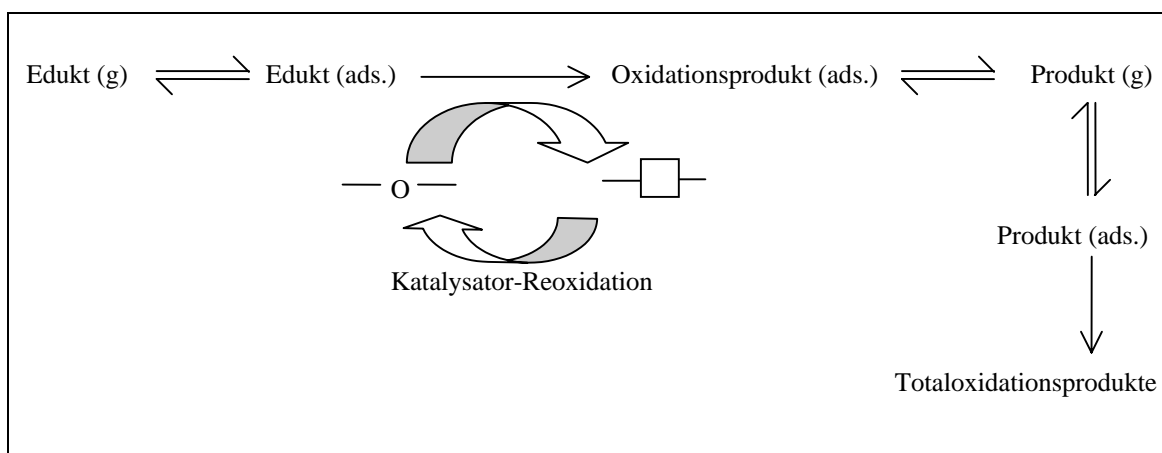 Edukt (g) Edukt (ads.) Oxidationsprodukt (ads.) Produkt (g)
O
Produkt (ads.)
Katalysator-Reoxidation
Totaloxidationsprodukte